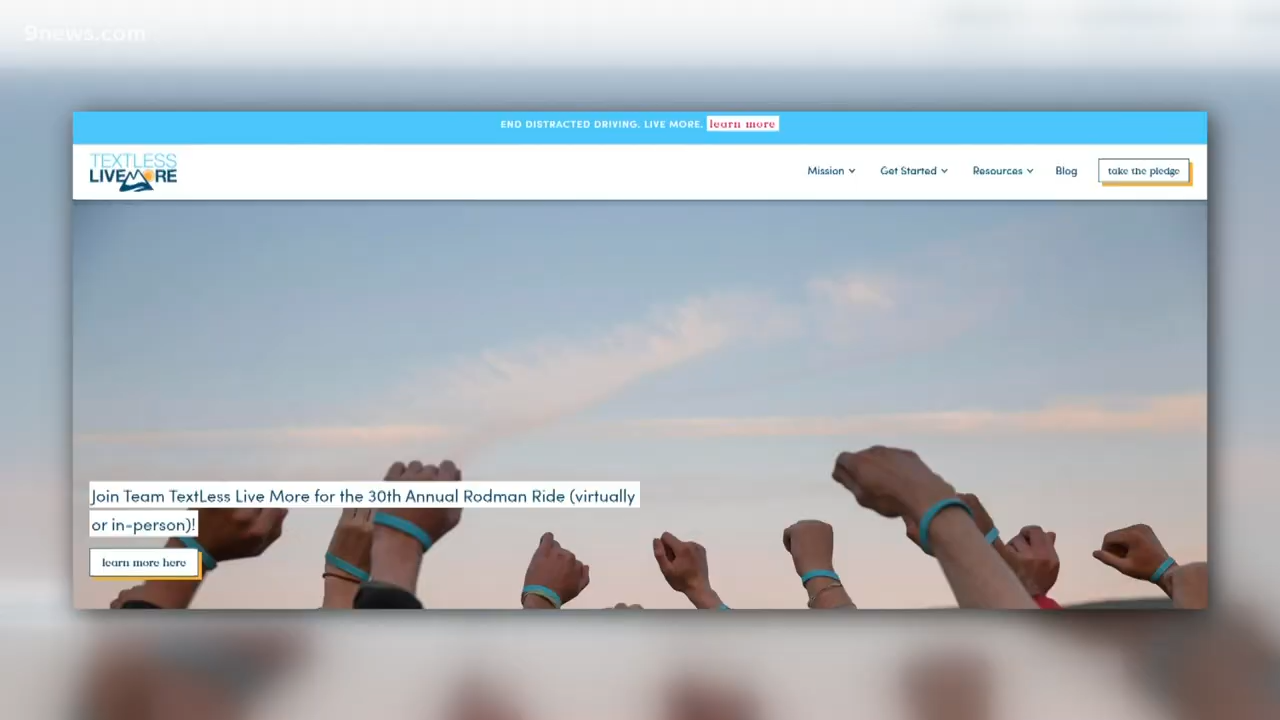 9news.com
END DISTRACTED DRIVING. LIVE MORE. learn more
TEXTLESS
LIVEMORE
Mission Get Started Resources Blog take the pledge
Join Team TextLess Live More for the 30th Annual Rodman Ride (virtually
or in-person)!
learn more here